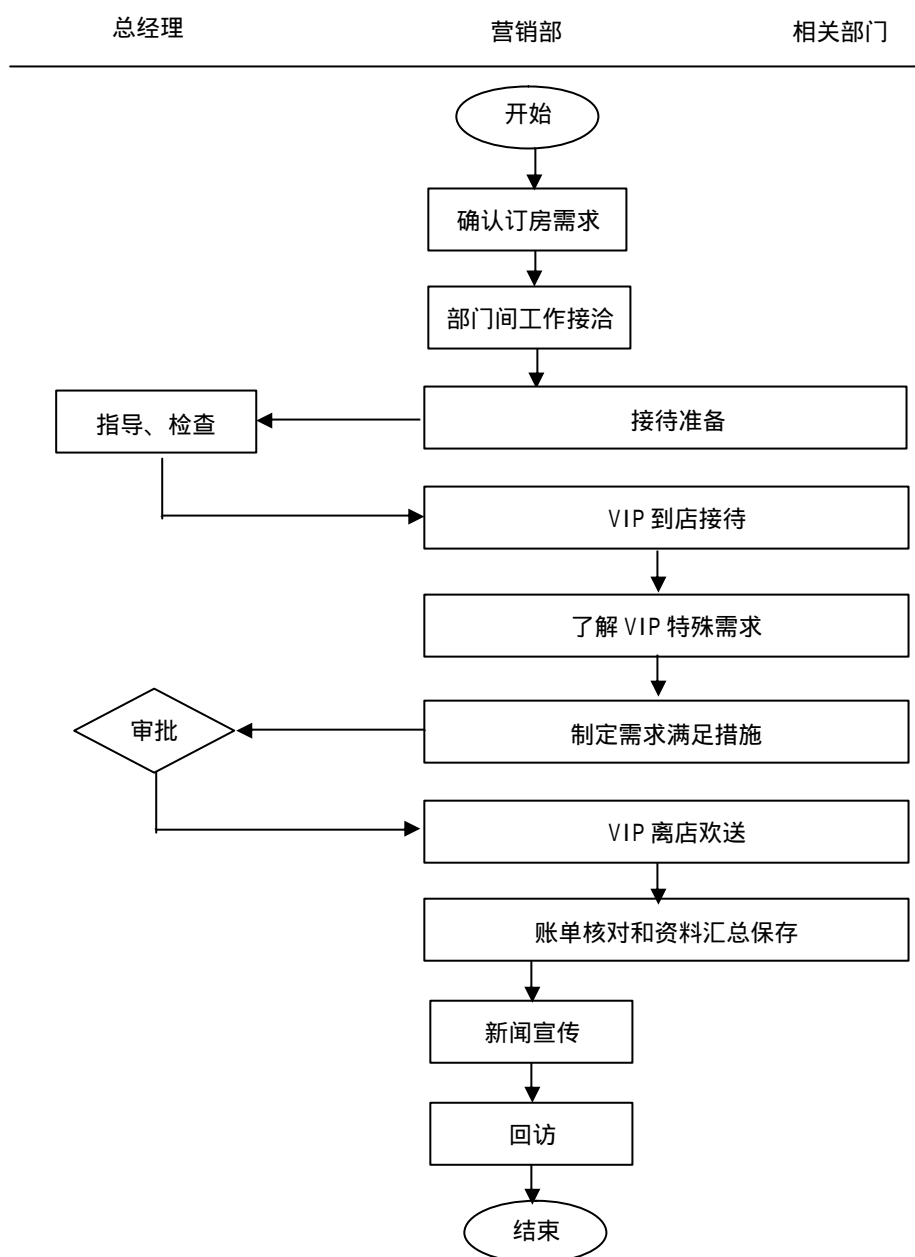 总经理 营销部 相关部门
开始
确认订房需求
部门间工作接洽
指导、检查 接待准备
VIP 到店接待
了解 VIP 特殊需求
审批 制定需求满足措施
VIP 离店欢送
账单核对和资料汇总保存
新闻宣传
回访
结束